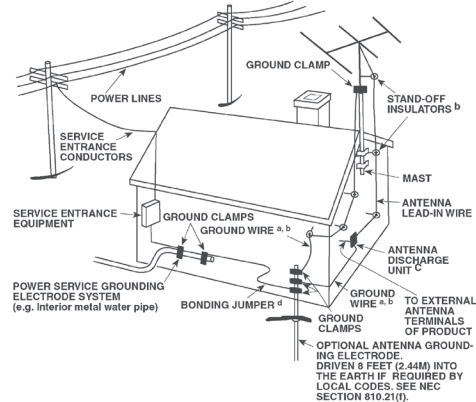 GROUND CLAMP
POWER LINES
STAND-OFF
INSULATORS b
SERVICE
ENTRANCE
CONDUCTORS
MAST
ANTENNA
LEAD-IN WIRE
SERVICE ENTRANCE
EQUIPMENT
GROUND CLAMPS
GROUND WIRE a, b
ANTENNA
DISCHARGE
UNIT C
POWER SERVICE GROUNDING
ELECTRODE SYSTEM
(e.g. Interior metal water pipe)
BONDING JUMPER d
GROUND
WIRE a, b
TO EXTERNAL
ANTENNA
TERMINALS
OF PRODUCT
GROUND
CLAMPS
OPTIONAL ANTENNA GROUND-
ING ELECTRODE.
DRIVEN 8 FEET (2.44M) INTO
THE EARTH IF REQUIRED BY
LOCAL CODES. SEE NEC
SECTION 810.21(f).